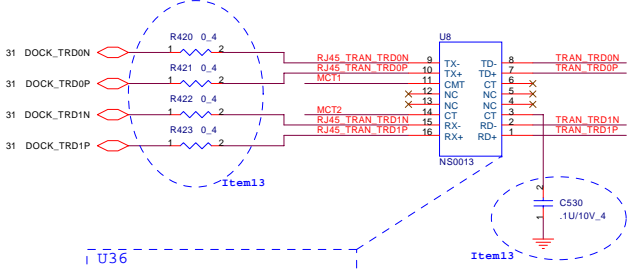 U8
R420 0_4
31 DOCK_TRD0N 1 2 RJ45_TRAN_TRD0N 9 TX- TD- 8 TRAN_TRD0N
R421 0_4
31 DOCK_TRD0P 1 2 RJ45_TRAN_TRD0P 10 TX+ TD+ 7 TRAN_TRD0P
MCT1 11 CMT CT 6
12 NC NC 5
R422 0_4
13 NC NC 4
31 DOCK_TRD1N 1 2 MCT2 14 CT CT 3
RJ45_TRAN_TRD1N 15 RX- RD- 2 TRAN_TRD1N
R423 0_4
31 DOCK_TRD1P 1 2 RJ45_TRAN_TRD1P 16 RX+ RD+ 1 TRAN_TRD1P
NS0013
Item13
2
C530
1 .1U/10V_4
U36
Item13